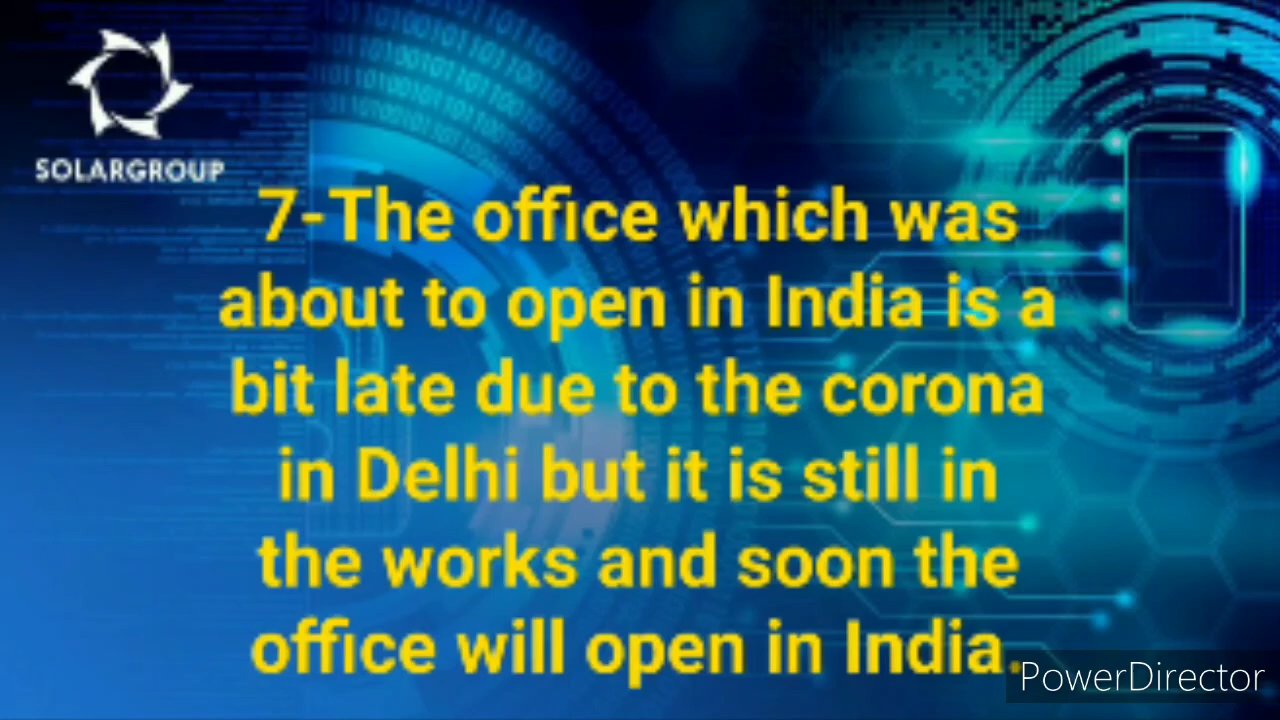 SOLARGROUP
7-The office which was
about to open in India is a
bit late due to the corona
in Delhi but it is still in
the works and soon the
office will open in India.
PowerDirector